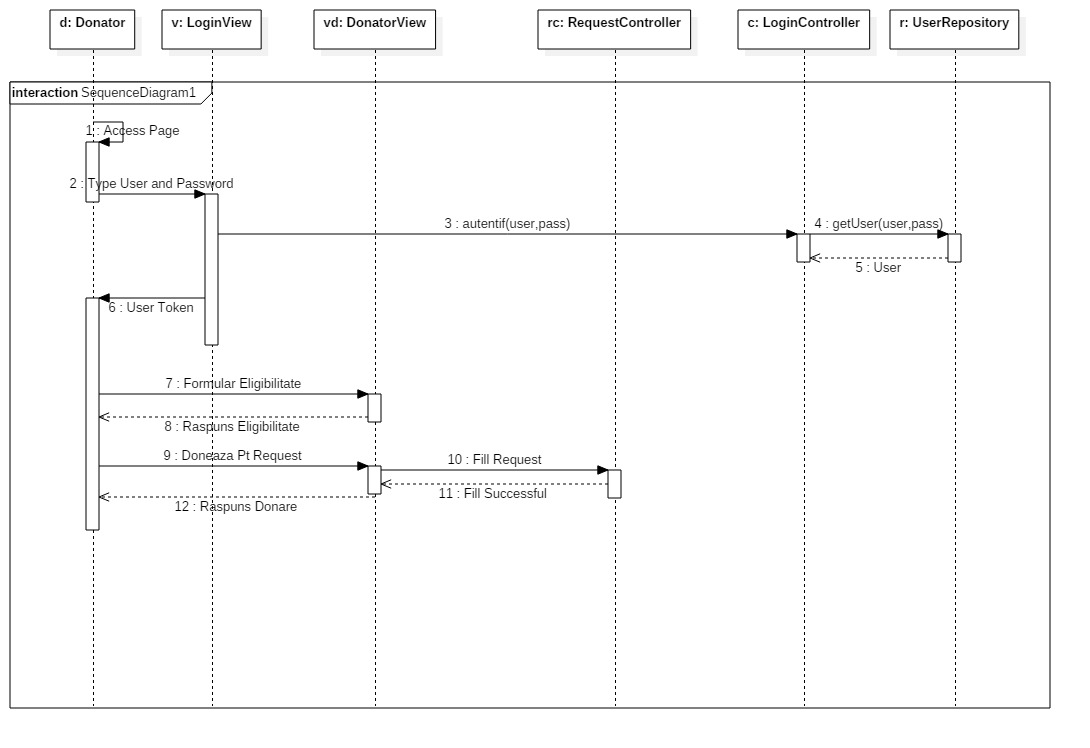 d: Donator
v: LoginView
vd: DonatorView
rc: RequestController
c: LoginController
r: UserRepository
interaction SequenceDiagram1
1 : Access Page
2 : Type User and Password
3 : autentif(user,pass)
4 : getUser(user,pass)
5 : User
6 : User Token
7 : Formular Eligibilitate
8 : Raspuns Eligibilitate
9 : Doneaza Pt Request
10 : Fill Request
11 : Fill Successful
12 : Raspuns Donare